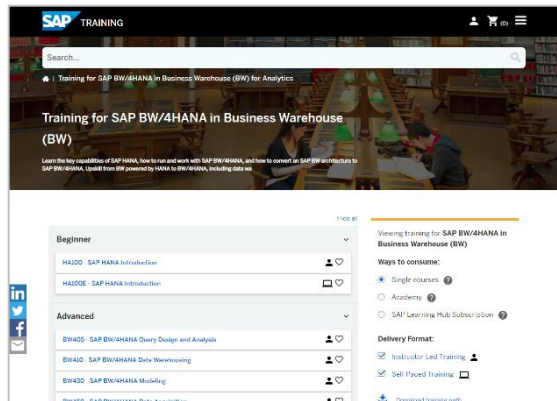 SAP TRAINING
(0)
Search...
| Training for SAP BW/4HANA in Business Warehouse (BW) for Analytics
Training for SAP BW/4HANA in Business Warehouse
(BW)
Learn the key capabilities of SAP HANA, how to run and work with SAP BW/4HANA, and how to convert an SAP BW architecture to
SAP BW/4HANA. Upskill from BW powered by HANA to BW/4HANA, including data wa
Hide all
Beginner
HA100 - SAP HANA Introduction
HA100E - SAP HANA Introduction
Advanced
BW405 - SAP BW/4HANA Query Design and Analysis
BW410 - SAP BW/4HANA Data Warehousing
BW430 - SAP BW/4HANA Modeling
in
Viewing training for SAP BW/4HANA in
Business Warehouse (BW)
Ways to consume:
Single courses ?
Academy ?
SAP Learning Hub Subscription ?
Delivery Format:
Instructor Led Training
Self Paced Training
Download training path